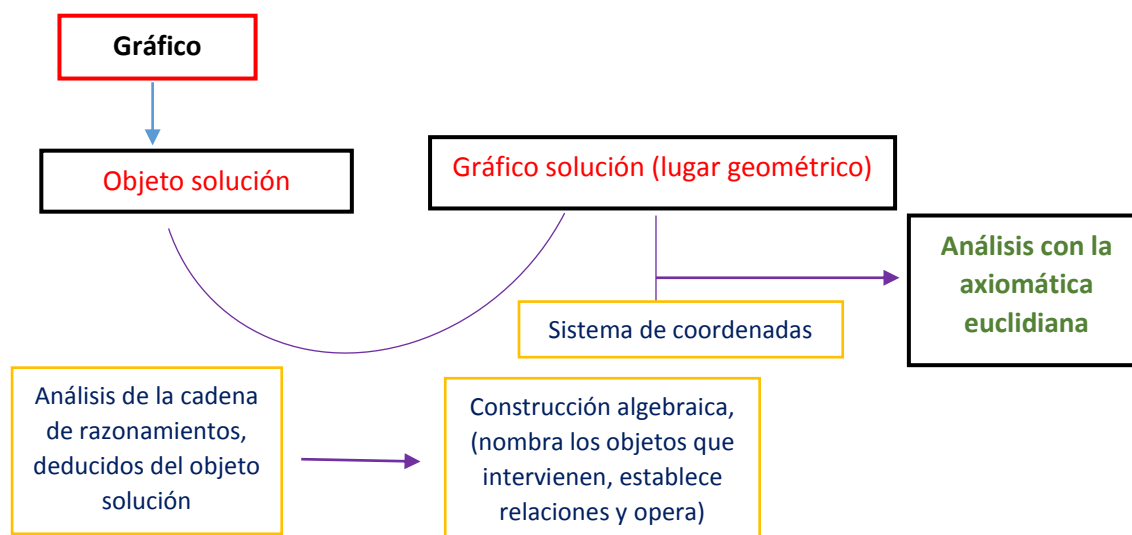 Gráfico
Objeto solución
Gráfico solución (lugar geométrico)
Análisis con la
axiomática
euclidiana
Sistema de coordenadas
Análisis de la cadena
de razonamientos,
deducidos del objeto
solución
Construcción algebraica,
(nombra los objetos que
intervienen, establece
relaciones y opera)